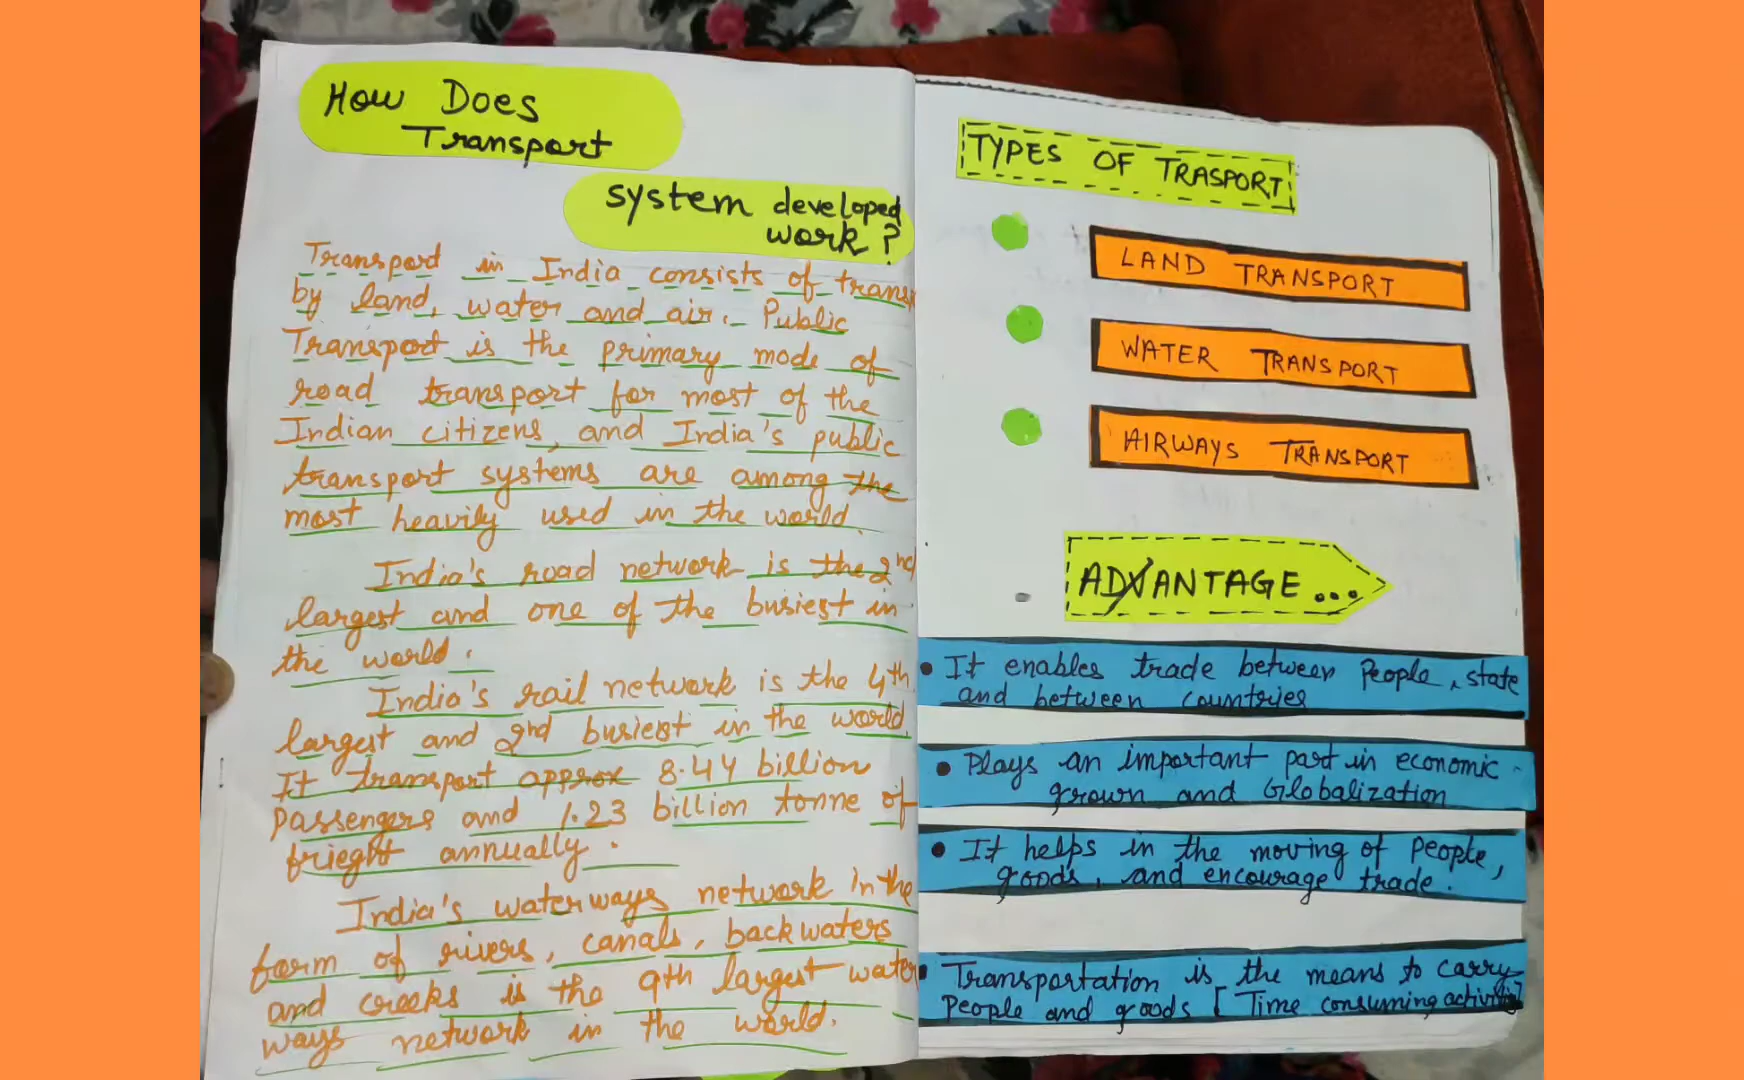 How Does
Transport
system developed
work ?
Transport in India consists of trans
by land, water and air. Public
Transport is the primary mode of
road transport for most of the
Indian citizens, and India's public
transport systems are among the
most heavily used in the world.
India's road network is the 2nd
largest and one of the busiest in
the world.
India's rail network is the 4th
largest and 2nd busiest in the world.
It transport approx 8.44 billion
passengers and 1.23 billion tonne of
frieght annually.
India's waterways network in the
form of rivers, canals, backwaters
and creeks is the 9th largest water
ways network in the world.
TYPES OF TRASPORT
LAND TRANSPORT
WATER TRANSPORT
AIRWAYS TRANSPORT
ADVANTAGE ...
• It enables trade between People, state
and between countries
• Plays an important part in economic
grown and Globalization
• It helps in the moving of people,
goods, and encourage trade.
• Transportation is the means to carry
People and goods [Time consuming activity]